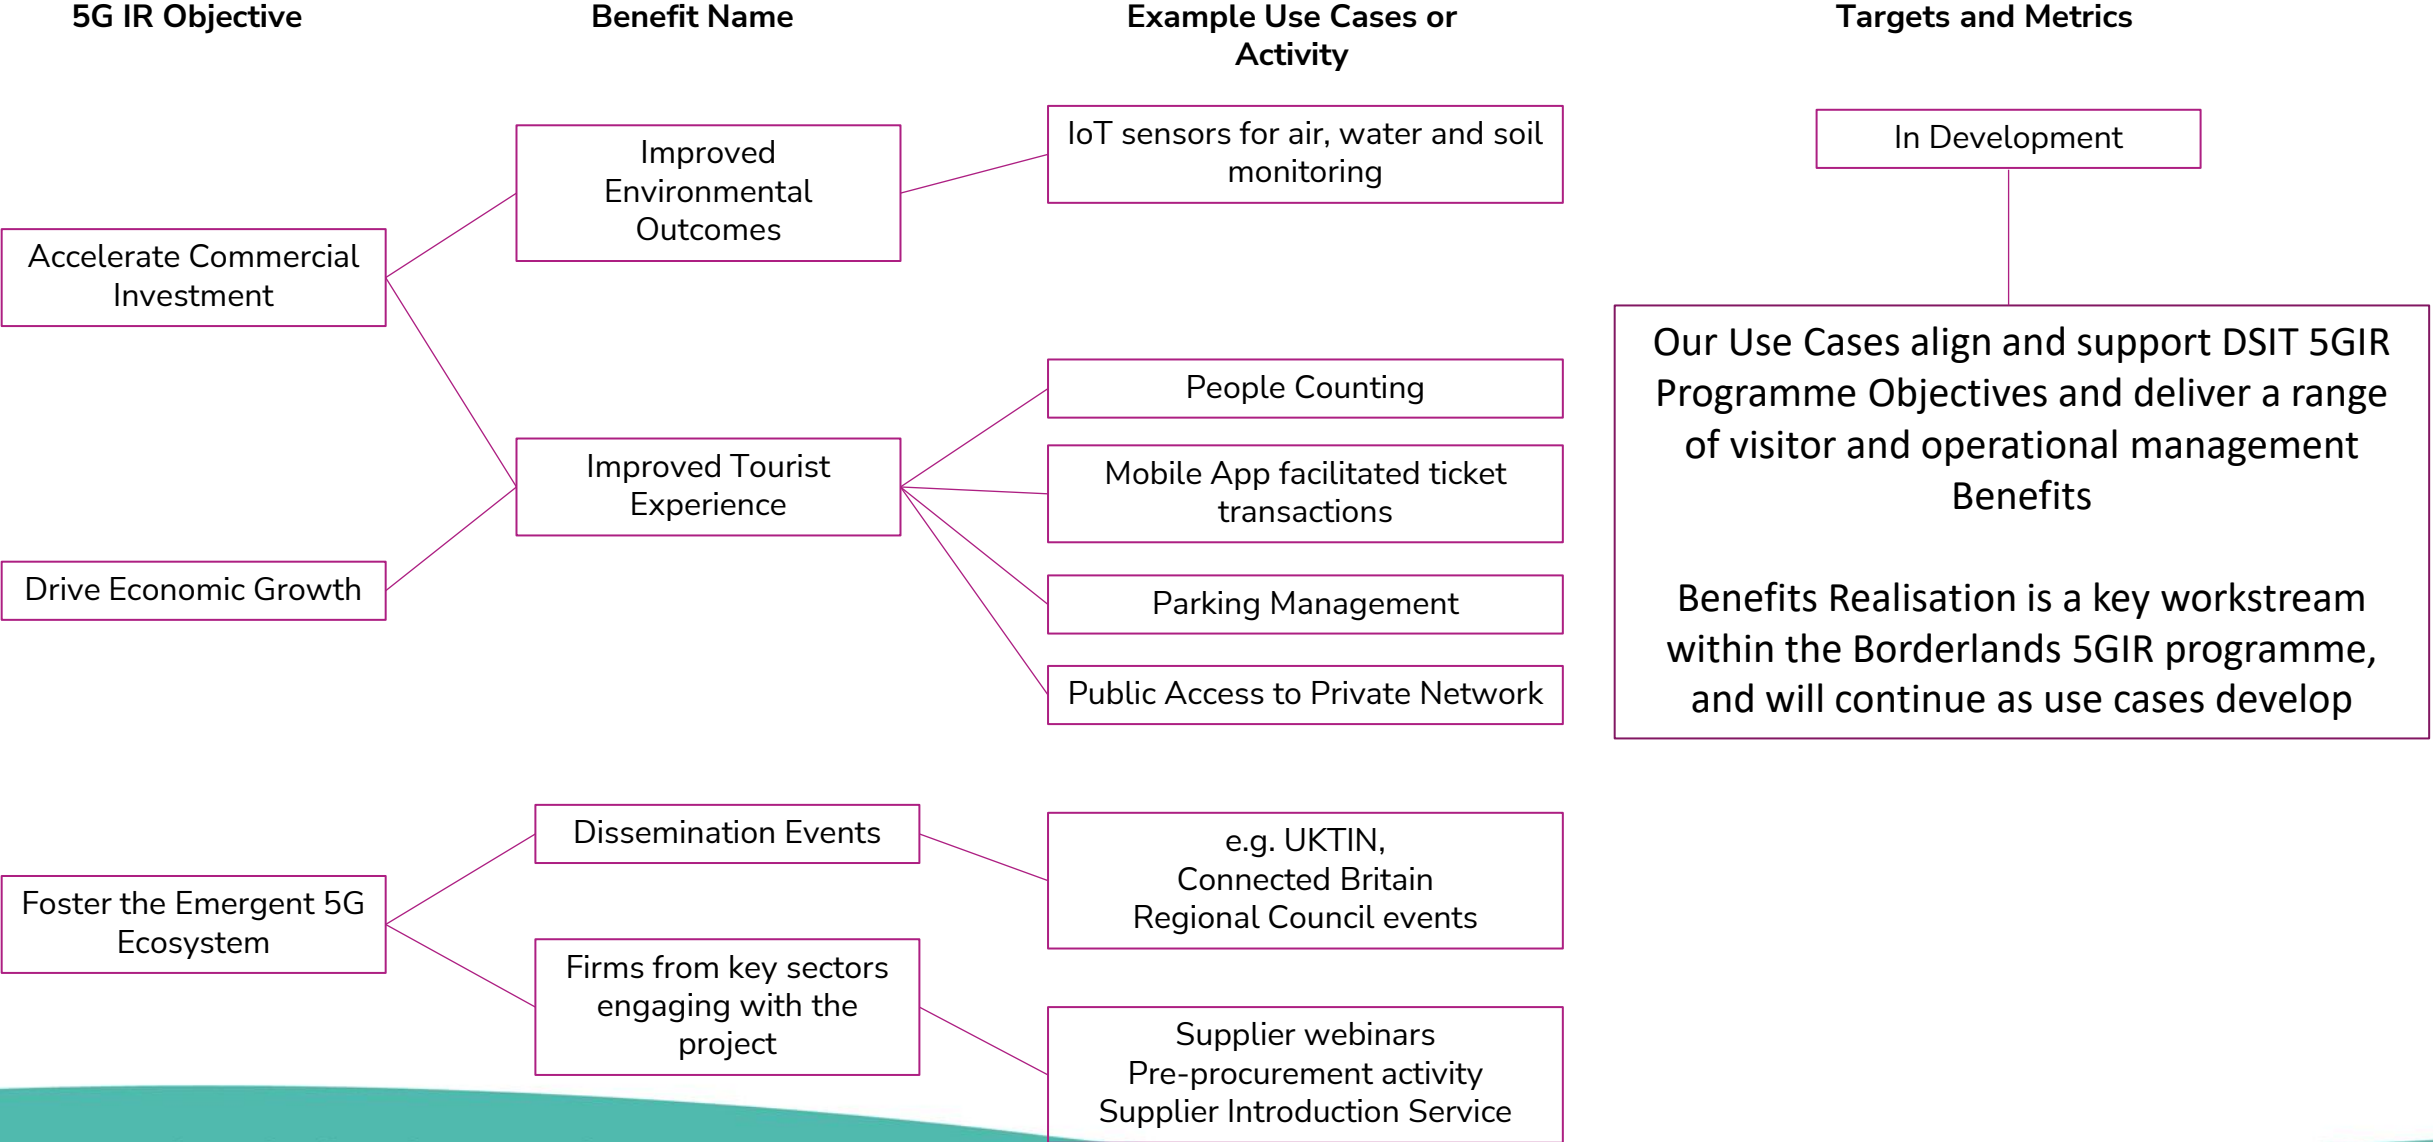 5G IR Objective
Benefit Name
Example Use Cases or
Activity
Targets and Metrics
Accelerate Commercial
Investment
Drive Economic Growth
Foster the Emergent 5G
Ecosystem
Improved
Environmental
Outcomes
Improved Tourist
Experience
Dissemination Events
Firms from key sectors
engaging with the
project
IoT sensors for air, water and soil
monitoring
People Counting
Mobile App facilitated ticket
transactions
Parking Management
Public Access to Private Network
e.g. UKTIN,
Connected Britain
Regional Council events
Supplier webinars
Pre-procurement activity
Supplier Introduction Service
In Development
Our Use Cases align and support DSIT 5GIR
Programme Objectives and deliver a range
of visitor and operational management
Benefits
Benefits Realisation is a key workstream
within the Borderlands 5GIR programme,
and will continue as use cases develop